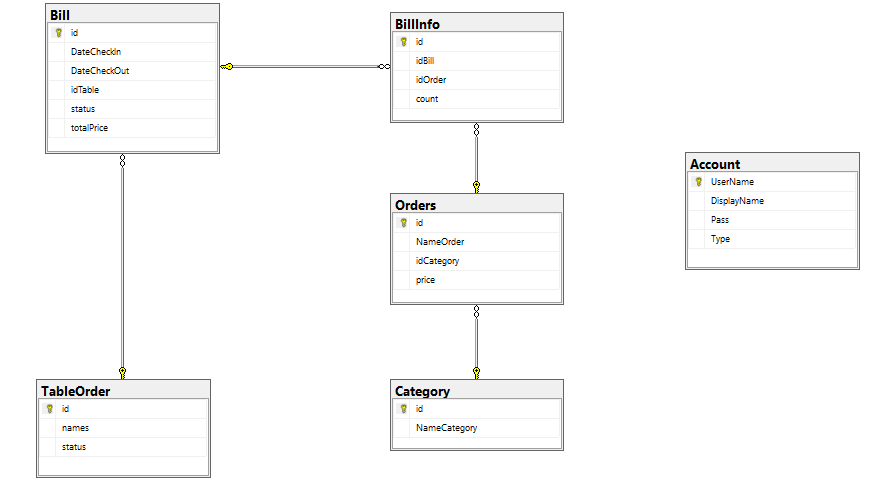 Bill
id
DateCheckIn
DateCheckOut
idTable
status
totalPrice
BillInfo
id
idBill
idOrder
count
Orders
id
NameOrder
idCategory
price
Account
UserName
DisplayName
Pass
Type
TableOrder
id
names
status
Category
id
NameCategory